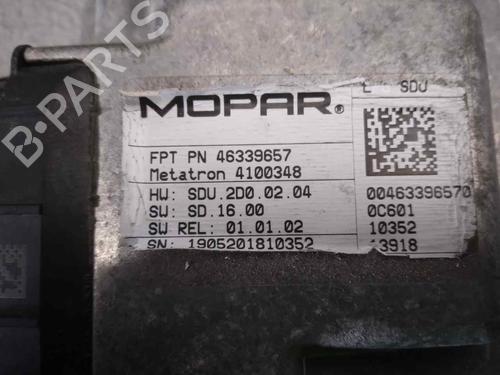 L SDU
MOPAR®
FPT PN 46339657
Metatron 4100348
HW: SDU.2D0.02.04 00463396570
SW: SD.16.00 0C601
SW REL: 01.01.02 10352
SN: 1905201810352 13918
B-PARTS